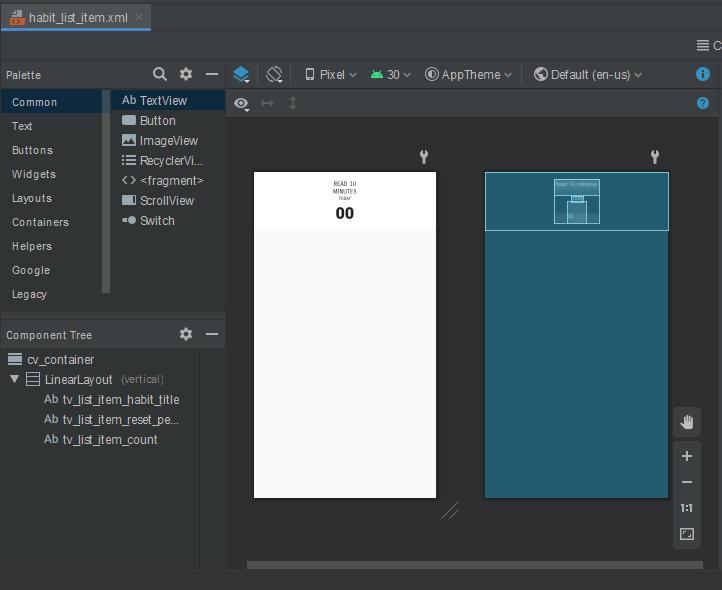 habit_list_item.xml
C
Palette
Pixel
30
AppTheme
Default (en-us)
Common
Text
Buttons
Widgets
Layouts
Containers
Helpers
Google
Legacy
Ab TextView
Button
ImageView
RecyclerVi...
<fragment>
ScrollView
Switch
READ 10
MINUTES
TODAY
00
Read 10 minutes
Component Tree
cv_container
LinearLayout (vertical)
Ab tv_list_item_habit_title
Ab tv_list_item_reset_pe...
Ab tv_list_item_count
1:1